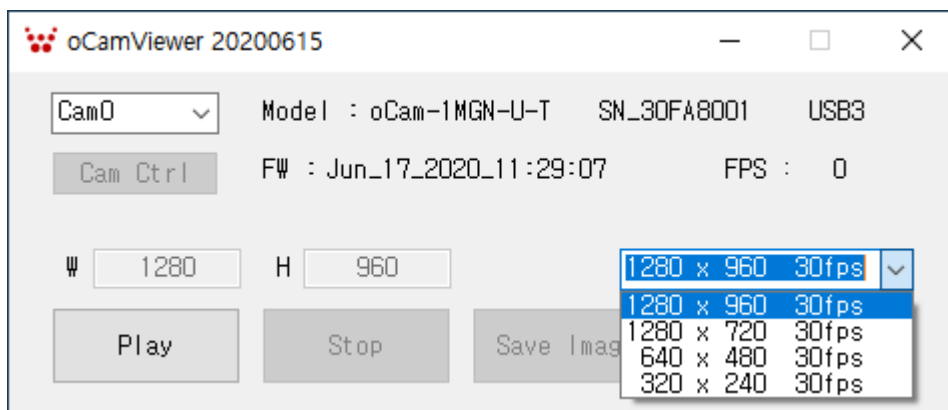 oCamViewer 20200615
Cam0 Model : oCam-1MGN-U-T SN_30FA8001 USB3
Cam Ctrl FW : Jun_17_2020_11:29:07 FPS : 0
W 1280 H 960 1280 x 960 30fps
1280 x 960 30fps
1280 x 720 30fps
Play Stop Save Imag 640 x 480 30fps
320 x 240 30fps